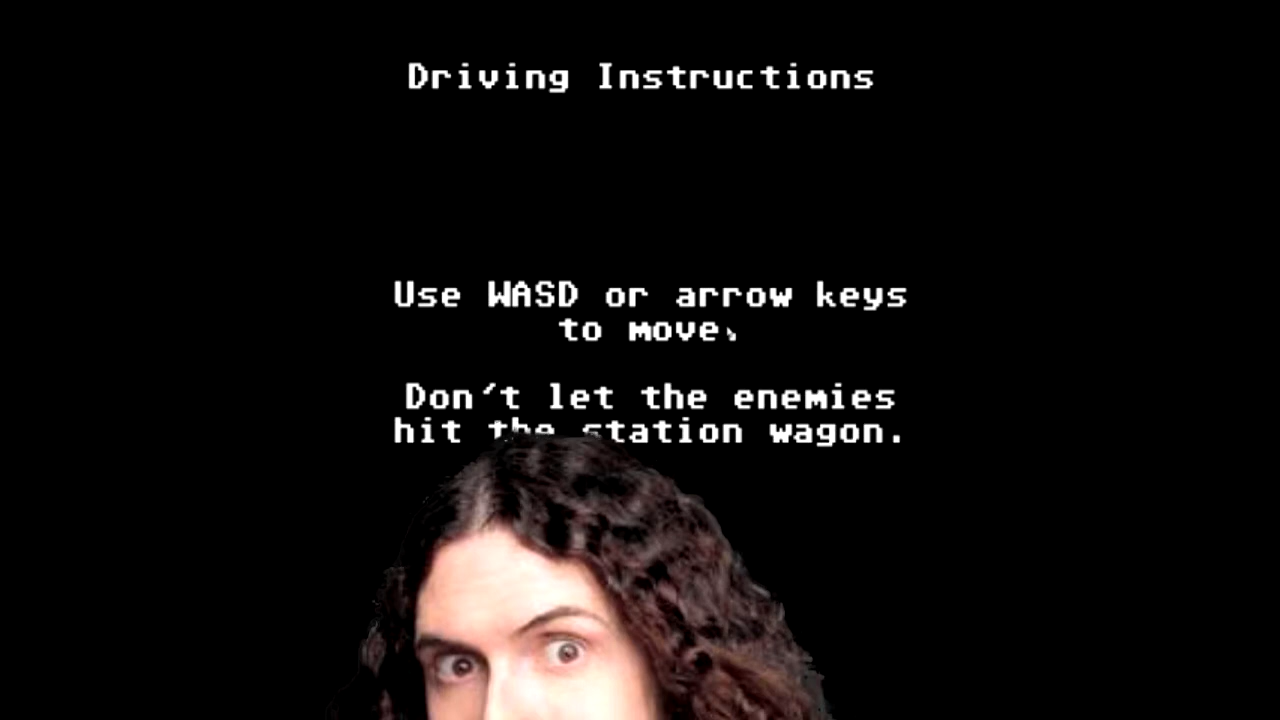 Driving Instructions
Use WASD or arrow keys
to move.
Don't let the enemies
hit the station wagon.